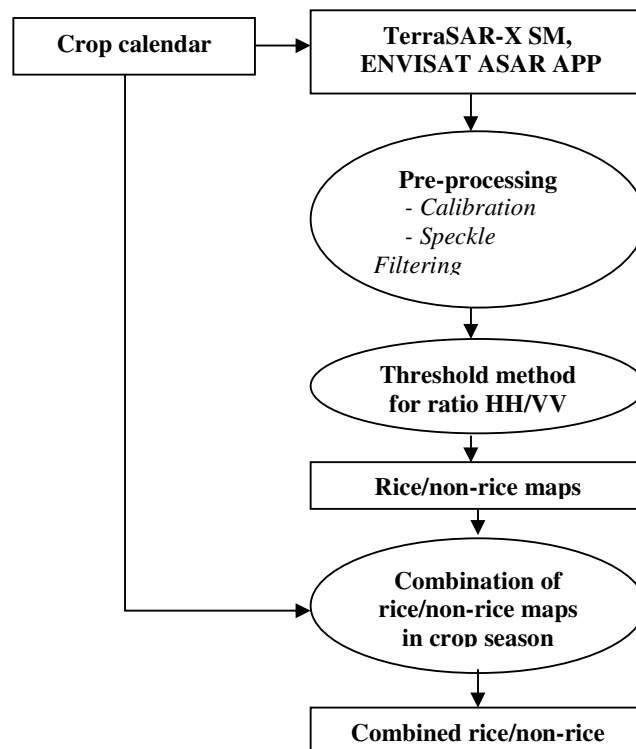 Crop calendar
TerraSAR-X SM,
ENVISAT ASAR APP
Pre-processing
- Calibration
- Speckle
Filtering
Threshold method
for ratio HH/VV
Rice/non-rice maps
Combination of
rice/non-rice maps
in crop season
Combined rice/non-rice